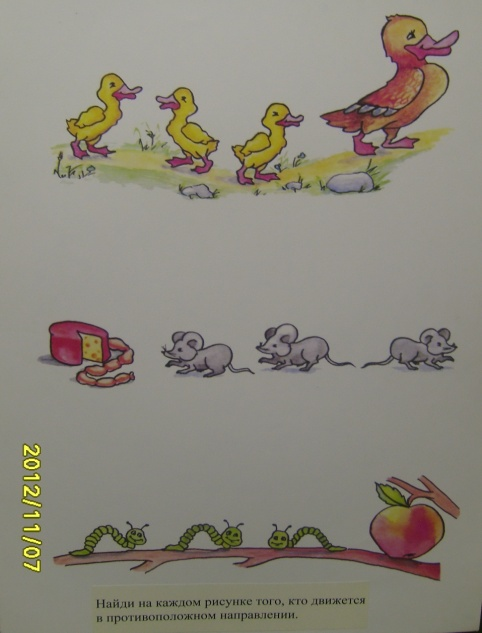 2012/11/07
Найди на каждом рисунке того, кто движется
в противоположном направлении.